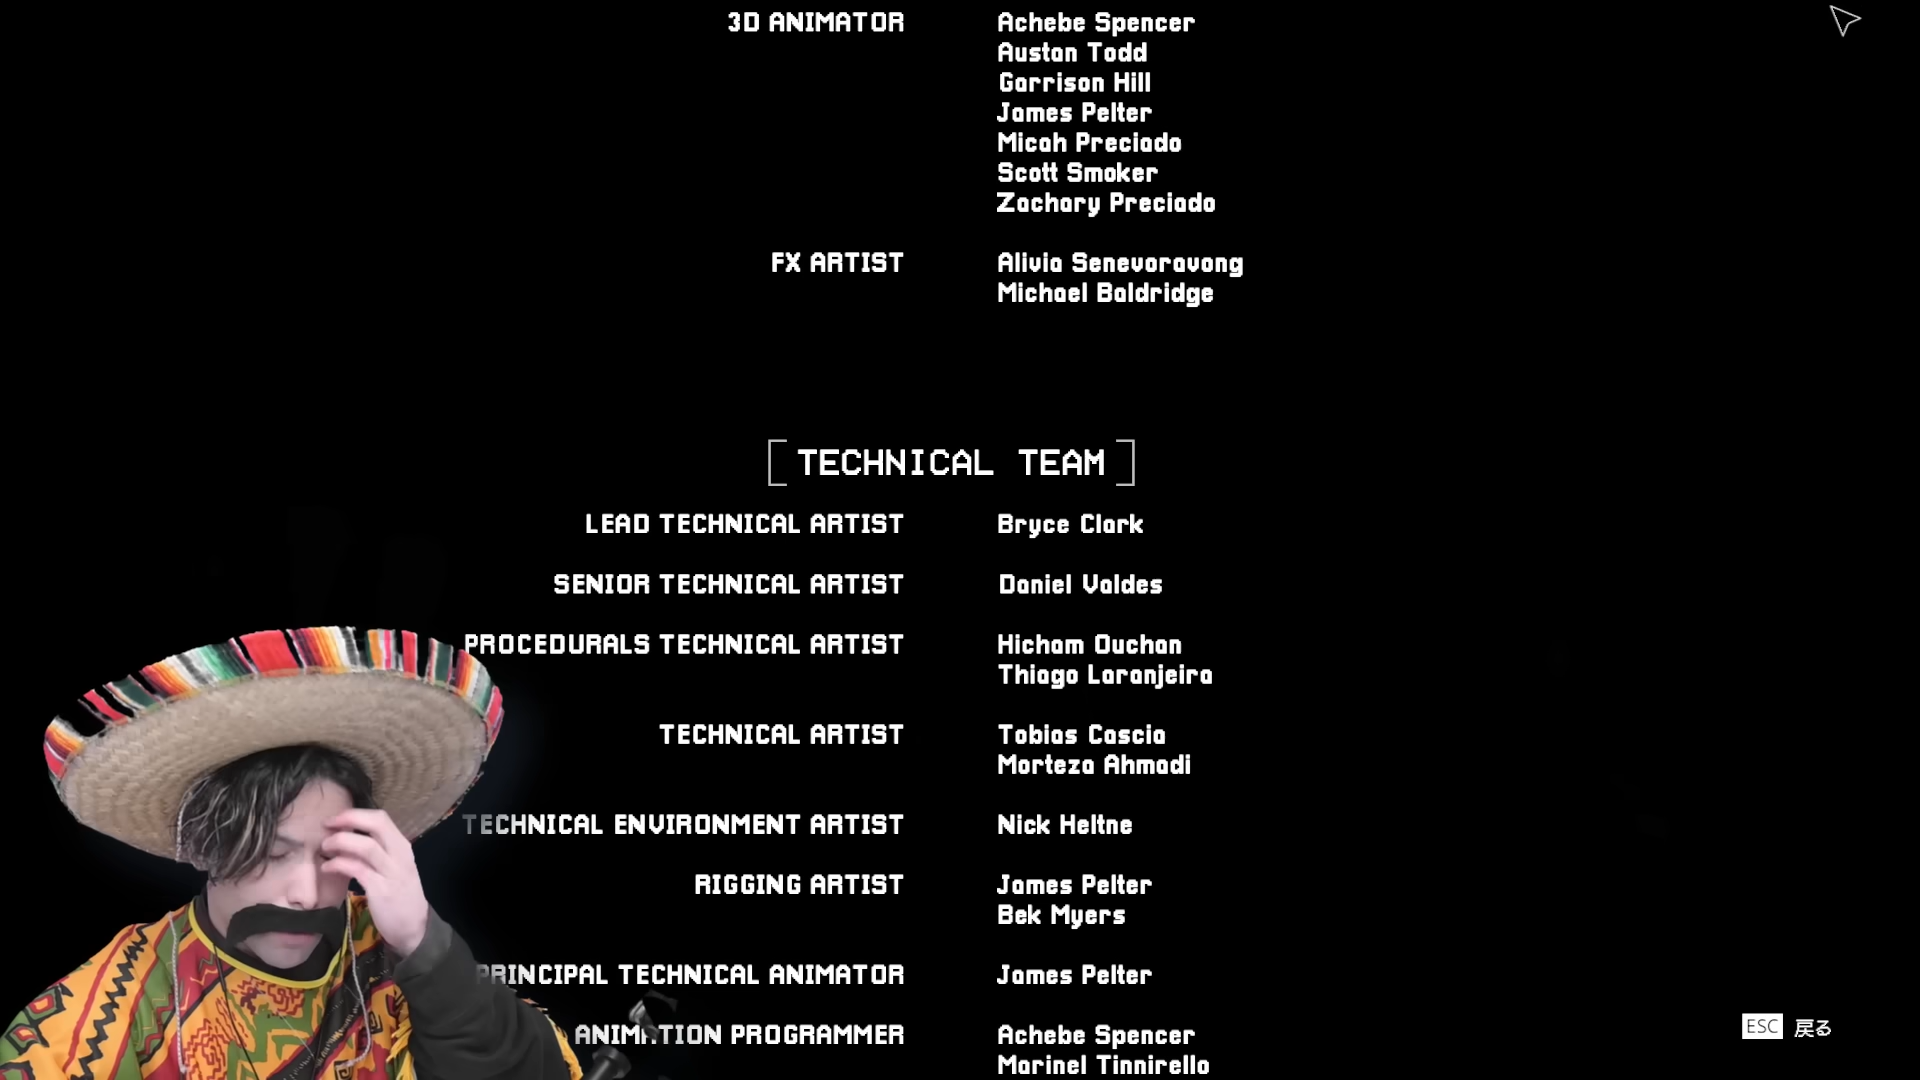 3D ANIMATOR Achebe Spencer
Austan Todd
Garrison Hill
James Pelter
Micah Preciado
Scott Smoker
Zachary Preciado
FX ARTIST Alivia Senevoravong
Michael Baldridge
TECHNICAL TEAM
LEAD TECHNICAL ARTIST Bryce Clark
SENIOR TECHNICAL ARTIST Daniel Valdes
PROCEDURALS TECHNICAL ARTIST Hicham Ouchan
Thiago Laranjeira
TECHNICAL ARTIST Tobias Cascia
Morteza Ahmadi
TECHNICAL ENVIRONMENT ARTIST Nick Heltne
RIGGING ARTIST James Pelter
Bek Myers
PRINCIPAL TECHNICAL ANIMATOR James Pelter
ANIMATION PROGRAMMER Achebe Spencer
Marinel Tinnirello
ESC 戻る